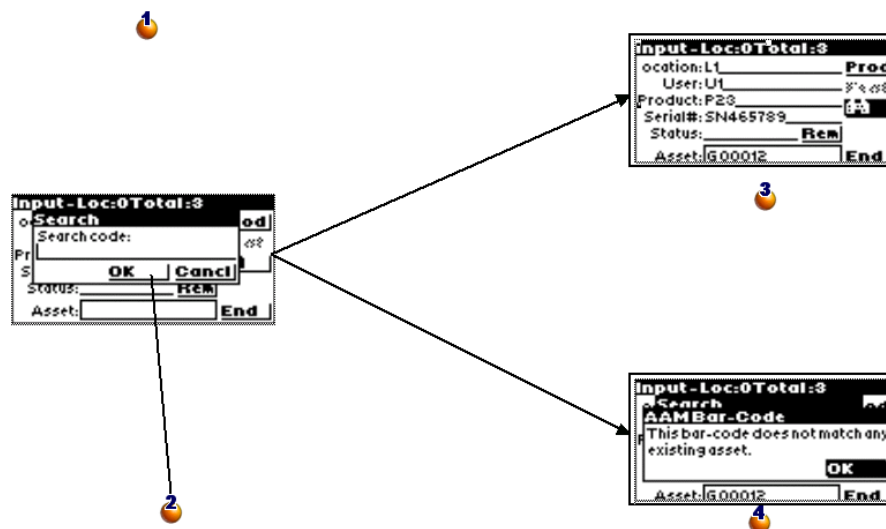 1
Input-Loc:0Total:3
ocation:L1 Prod
User:U1
Product:P23
Serial#:SN465789
Status: Rem
Asset:G00012 End
3
Input-Loc:0Total:3
Search od
Search code:
OK Cancl
Status: Rem
Asset: End
Input-Loc:0Total:3
Search
AAMBar-Code
This bar-code does not match any
existing asset.
OK
Asset:G00012 End
2
4